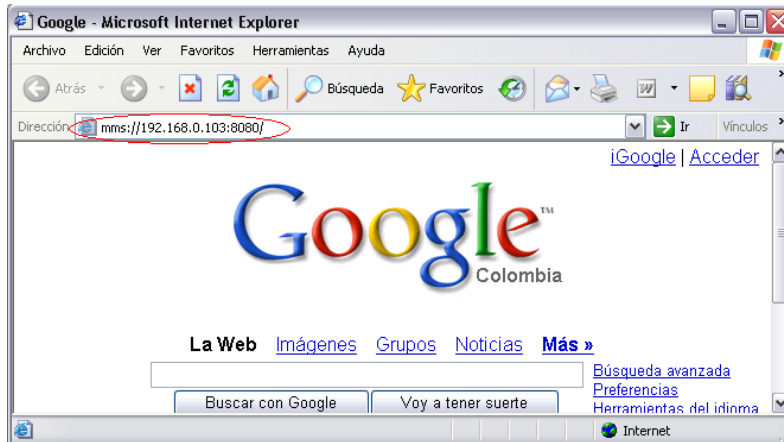 Google - Microsoft Internet Explorer
Archivo Edición Ver Favoritos Herramientas Ayuda
Atrás Búsqueda Favoritos W »
Dirección mms://192.168.0.103:8080/ Ir Vínculos »
iGoogle | Acceder
Google™
Colombia
La Web Imágenes Grupos Noticias Más »
Búsqueda avanzada
Preferencias
Buscar con Google Voy a tener suerte Herramientas del idioma
Internet